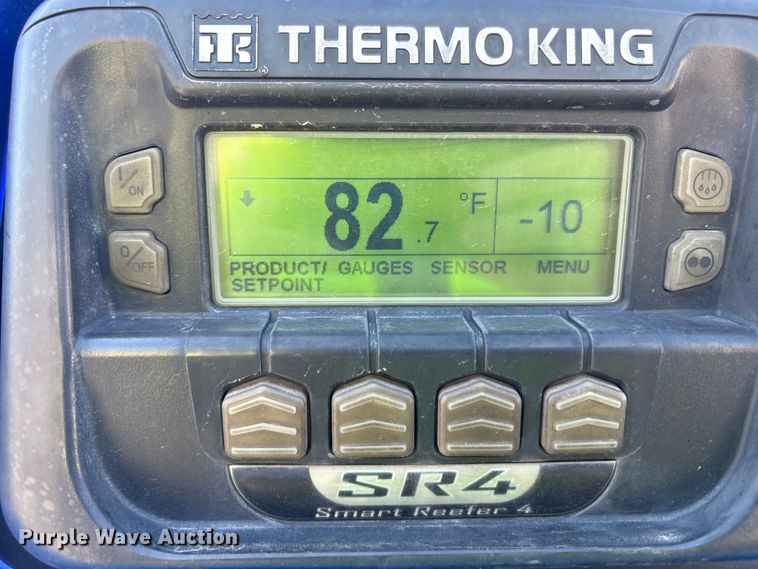 TK ® THERMO KING
I/ON
82.7 °F -10
O/OFF
PRODUCT/ GAUGES SENSOR MENU
SETPOINT
SR4
Smart Reefer 4
Purple Wave Auction